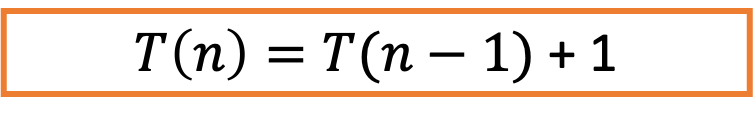 T(n) = T(n − 1) + 1